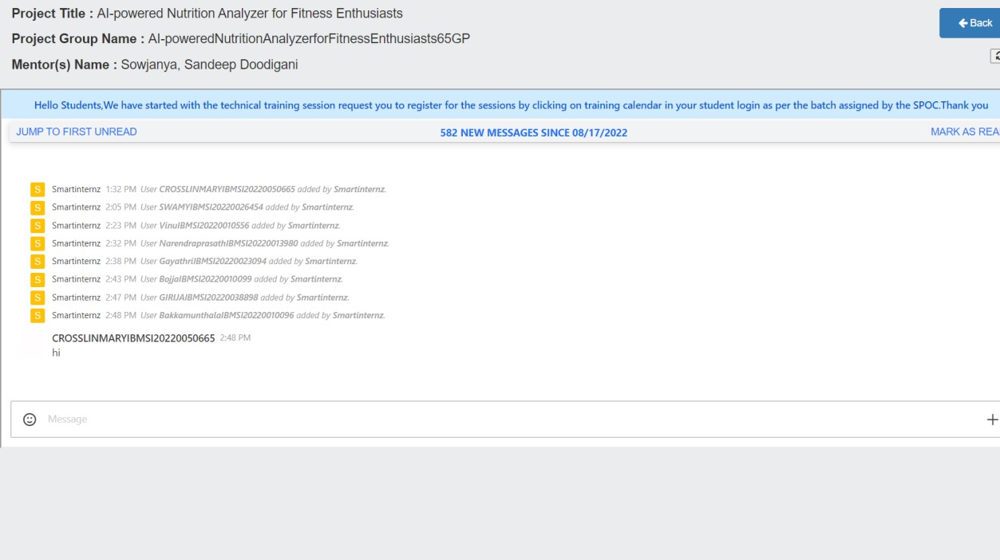 Project Title : AI-powered Nutrition Analyzer for Fitness Enthusiasts
Back
Project Group Name : AI-poweredNutritionAnalyzerforFitnessEnthusiasts65GP
Mentor(s) Name : Sowjanya, Sandeep Doodigani
Hello Students,We have started with the technical training session request you to register for the sessions by clicking on training calendar in your student login as per the batch assigned by the SPOC.Thank you
JUMP TO FIRST UNREAD 582 NEW MESSAGES SINCE 08/17/2022 MARK AS REA
S Smartinternz 1:32 PM User CROSSLINMARYIBMSI20220050665 added by Smartinternz.
S Smartinternz 2:05 PM User SWAMYIBMSI20220026454 added by Smartinternz.
S Smartinternz 2:23 PM User VinuIBMSI20220010556 added by Smartinternz.
S Smartinternz 2:32 PM User NarendraprasathIBMSI20220013980 added by Smartinternz.
S Smartinternz 2:38 PM User GayathriIBMSI20220023094 added by Smartinternz.
S Smartinternz 2:43 PM User BojjaIBMSI20220010099 added by Smartinternz.
S Smartinternz 2:47 PM User GIRIJAIBMSI20220038898 added by Smartinternz.
S Smartinternz 2:48 PM User BakkamunthalaIBMSI20220010096 added by Smartinternz.
CROSSLINMARYIBMSI20220050665 2:48 PM
hi
Message